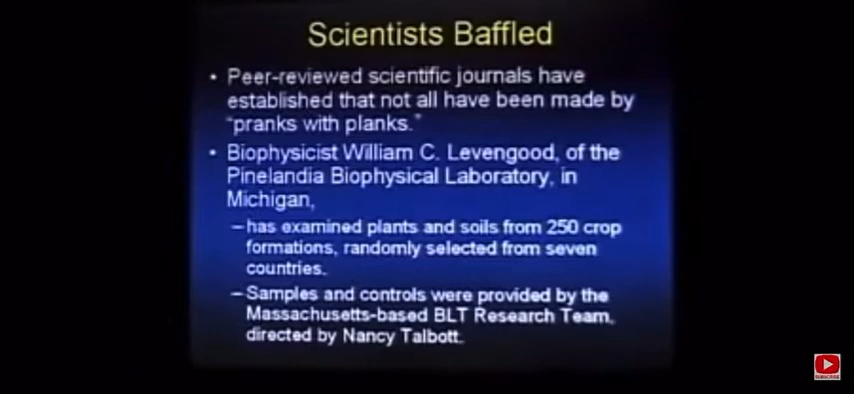 Scientists Baffled
• Peer-reviewed scientific journals have
established that not all have been made by
“pranks with planks.”
• Biophysicist William C. Levengood, of the
Pinelandia Biophysical Laboratory, in
Michigan,
–has examined plants and soils from 250 crop
formations, randomly selected from seven
countries.
–Samples and controls were provided by the
Massachusetts-based BLT Research Team,
directed by Nancy Talbott.
SUBSCRIBE